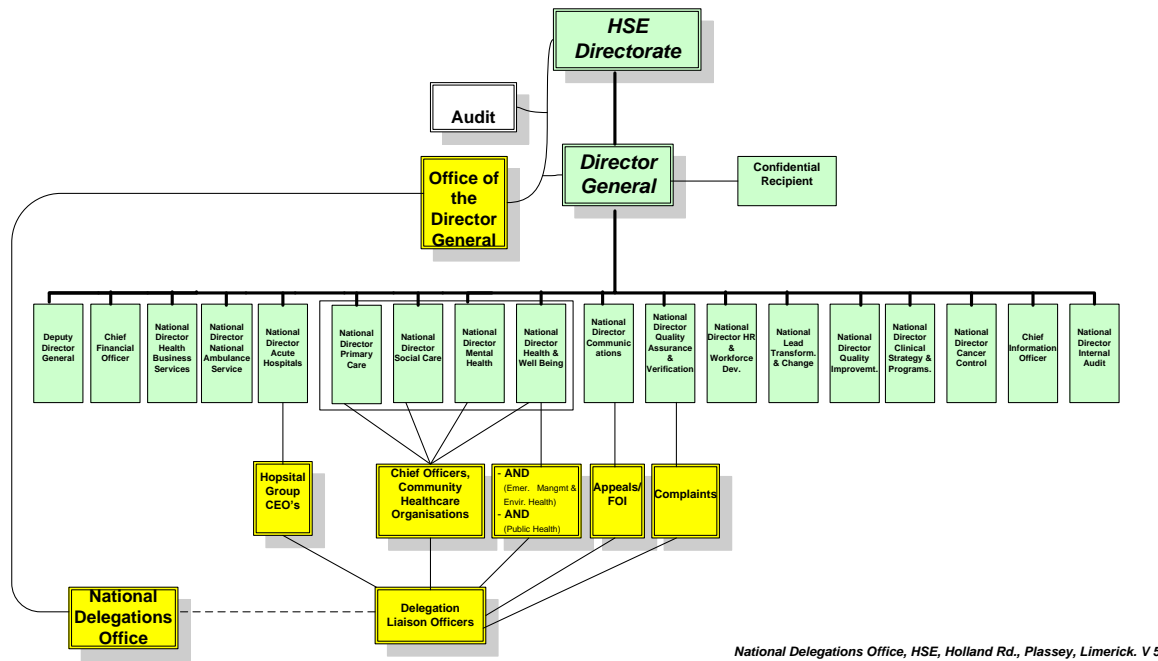 HSE
Directorate
Audit
Director
General
Confidential
Recipient
Office of
the
Director
General
Deputy
Director
General
Chief
Financial
Officer
National
Director
Health
Business
Services
National
Director
National
Ambulance
Service
National
Director
Acute
Hospitals
National
Director
Primary
Care
National
Director
Social Care
National
Director
Mental
Health
National
Director
Health &
Well Being
National
Director
Communic
ations
National
Director
Quality
Assurance
&
Verification
National
Director HR
&
Workforce
Dev.
National
Lead
Transform.
& Change
National
Director
Quality
Improvemt.
National
Director
Clinical
Strategy &
Programs.
National
Director
Cancer
Control
Chief
Information
Officer
National
Director
Internal
Audit
Hopsital
Group
CEO's
Chief Officers,
Community
Healthcare
Organisations
- AND
(Emer. Mangmt &
Envir. Health)
- AND
(Public Health)
Appeals/
FOI
Complaints
National
Delegations
Office
Delegation
Liaison Officers
National Delegations Office, HSE, Holland Rd., Plassey, Limerick. V 5